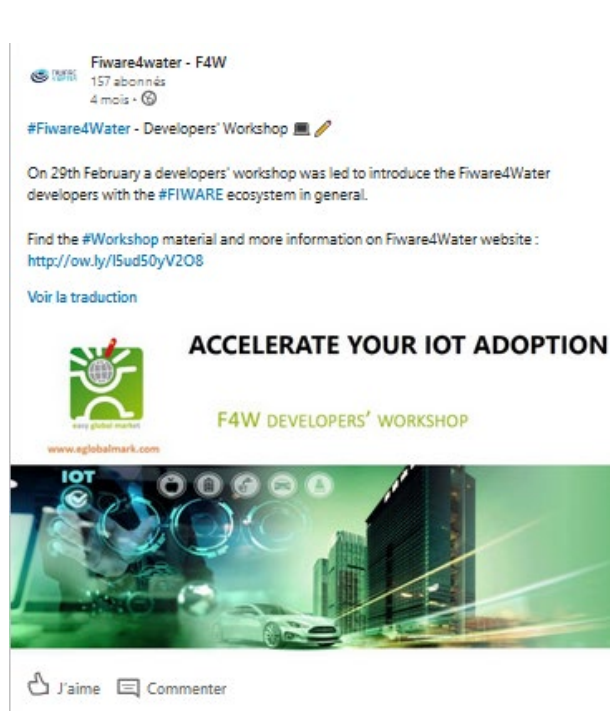 Fiware4water - F4W
157 abonnés
4 mois •
#Fiware4Water - Developers' Workshop
On 29th February a developers' workshop was led to introduce the Fiware4Water
developers with the #FIWARE ecosystem in general.
Find the #Workshop material and more information on Fiware4Water website :
http://ow.ly/I5ud50yV2O8
Voir la traduction
ACCELERATE YOUR IOT ADOPTION
F4W DEVELOPERS' WORKSHOP
easy global market
www.eglobalmark.com
IOT
J'aime
Commenter